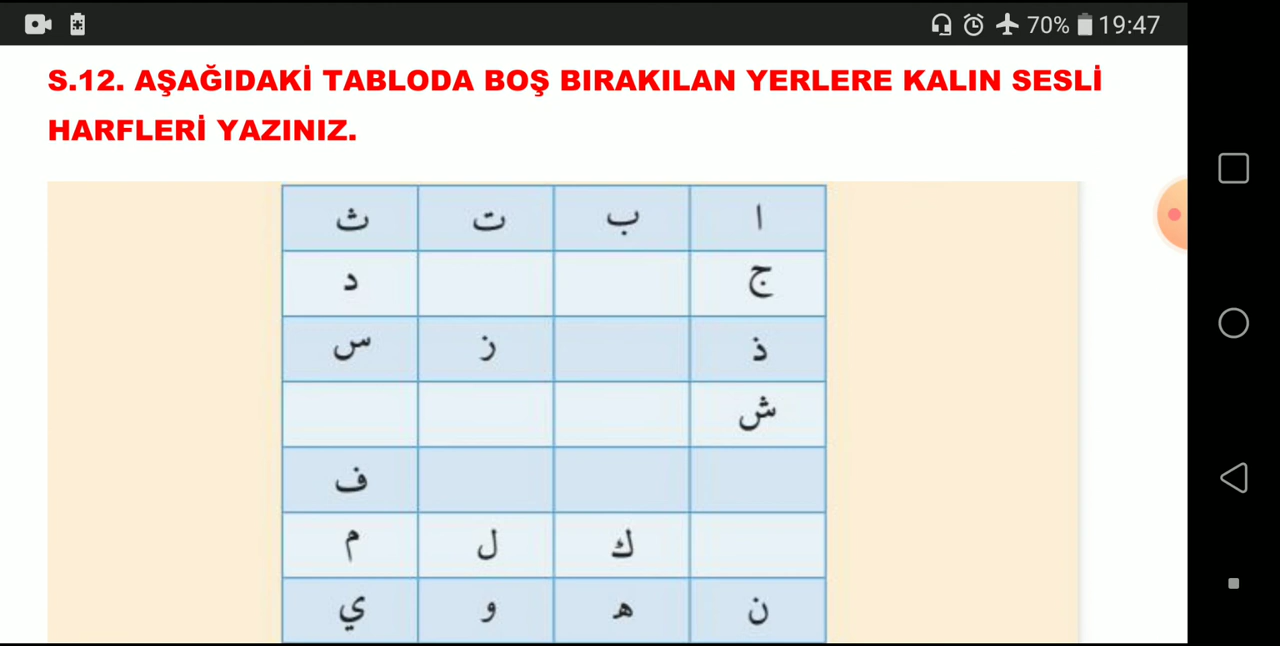 70% 19:47
S.12. AŞAĞIDAKİ TABLODA BOŞ BIRAKILAN YERLERE KALIN SESLİ
HARFLERİ YAZINIZ.
ا ب ت ث
ج د
ذ ز س
ش
ف
ك ل م
ن ه و ي